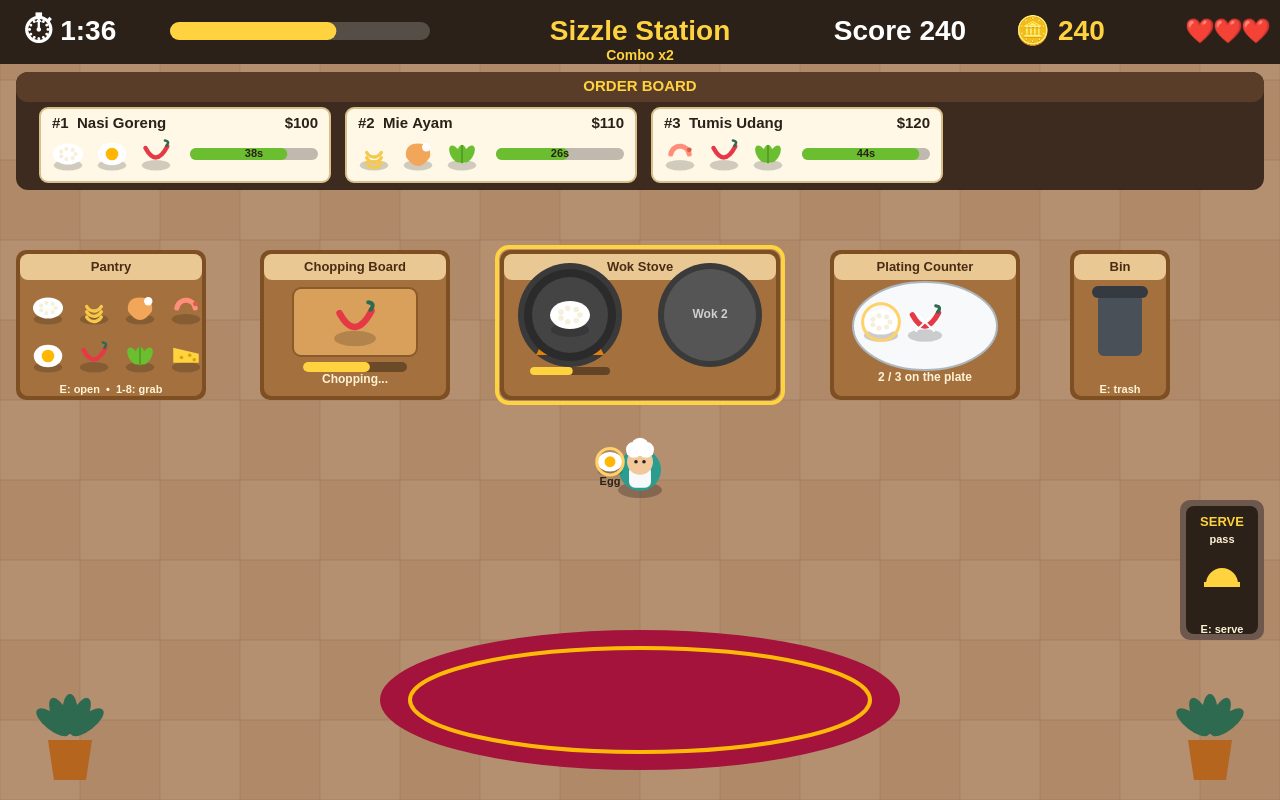 1:36
Sizzle Station
Combo x2
Score 240
240
ORDER BOARD
#1 Nasi Goreng $100
38s
#2 Mie Ayam $110
26s
#3 Tumis Udang $120
44s
Pantry
E: open • 1-8: grab
Chopping Board
Chopping...
Wok Stove
Wok 2
Plating Counter
2 / 3 on the plate
Bin
E: trash
Egg
SERVE
pass
E: serve